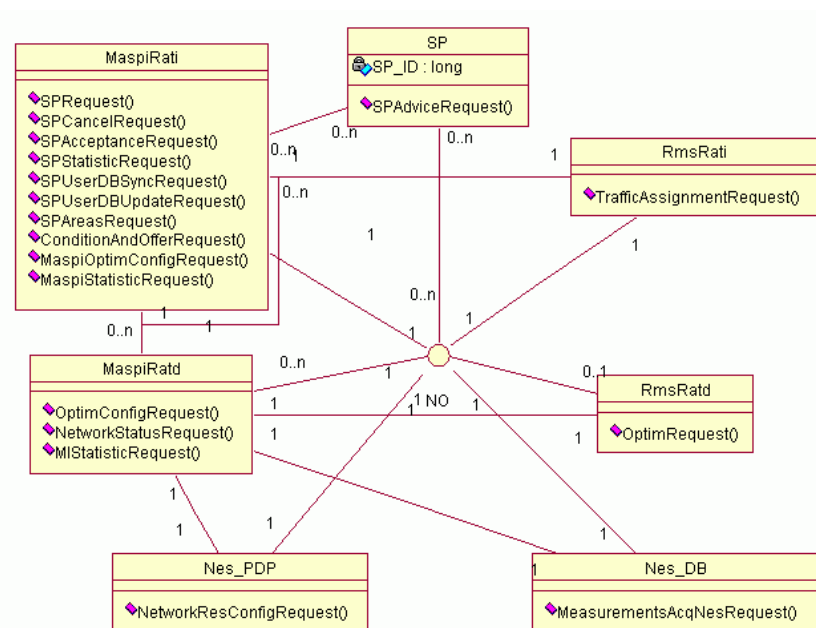 MaspiRati
SPRequest()
SPCancelRequest()
SPAcceptanceRequest()
SPStatisticRequest()
SPUserDBSyncRequest()
SPUserDBUpdateRequest()
SPAreasRequest()
ConditionAndOfferRequest()
MaspiOptimConfigRequest()
MaspiStatisticRequest()
SP
SP_ID : long
SPAdviceRequest()
0..n
0..n
0..n
1
1
RmsRati
TrafficAssignmentRequest()
0..n
1
1
0..n
1
1
1
1
0..n
MaspiRatd
OptimConfigRequest()
NetworkStatusRequest()
MIStatisticRequest()
0..n
1
0..1
RmsRatd
OptimRequest()
1
1
1 NO
1
1
1
1
1
1
1
1
Nes_PDP
NetworkResConfigRequest()
1
Nes_DB
MeasurementsAcqNesRequest()